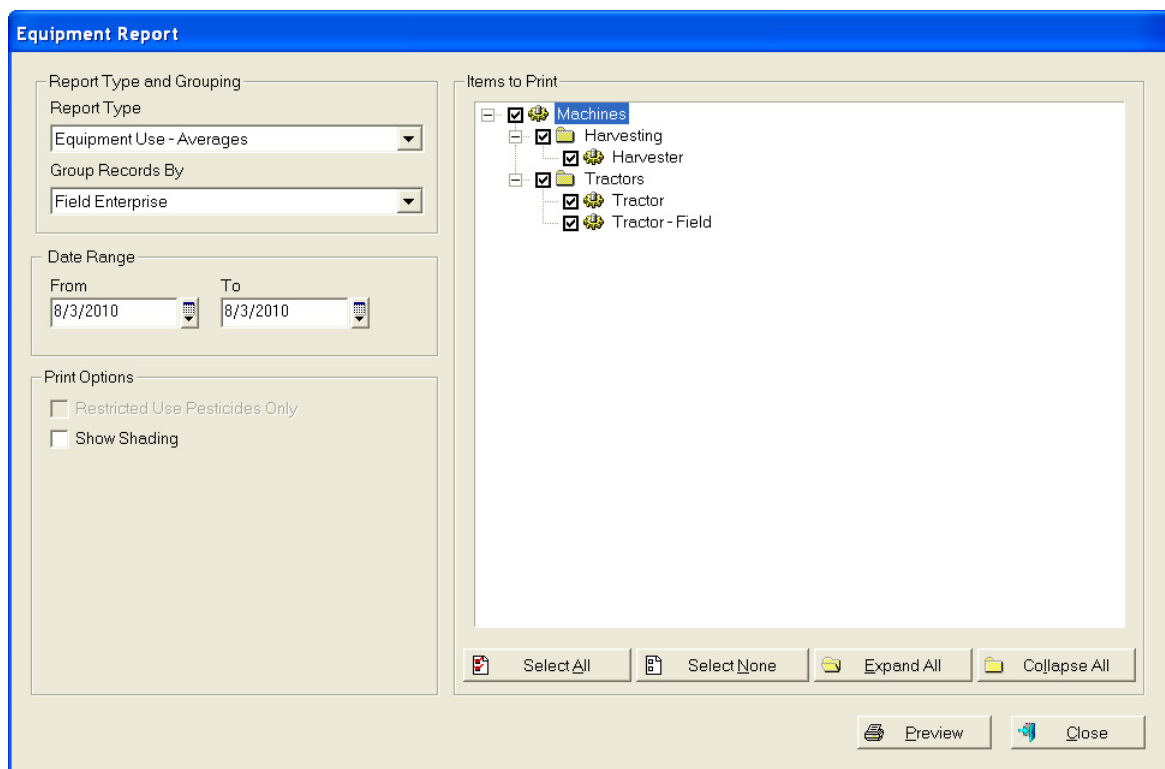 Equipment Report
Report Type and Grouping
Report Type
Equipment Use - Averages
Group Records By
Field Enterprise
Date Range
From To
8/3/2010 8/3/2010
Print Options
Restricted Use Pesticides Only
Show Shading
Items to Print
Machines
Harvesting
Harvester
Tractors
Tractor
Tractor - Field
Select All Select None Expand All Collapse All
Preview Close